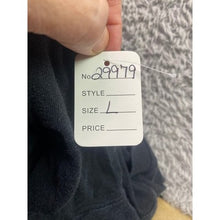 No 29979
STYLE
SIZE L
PRICE